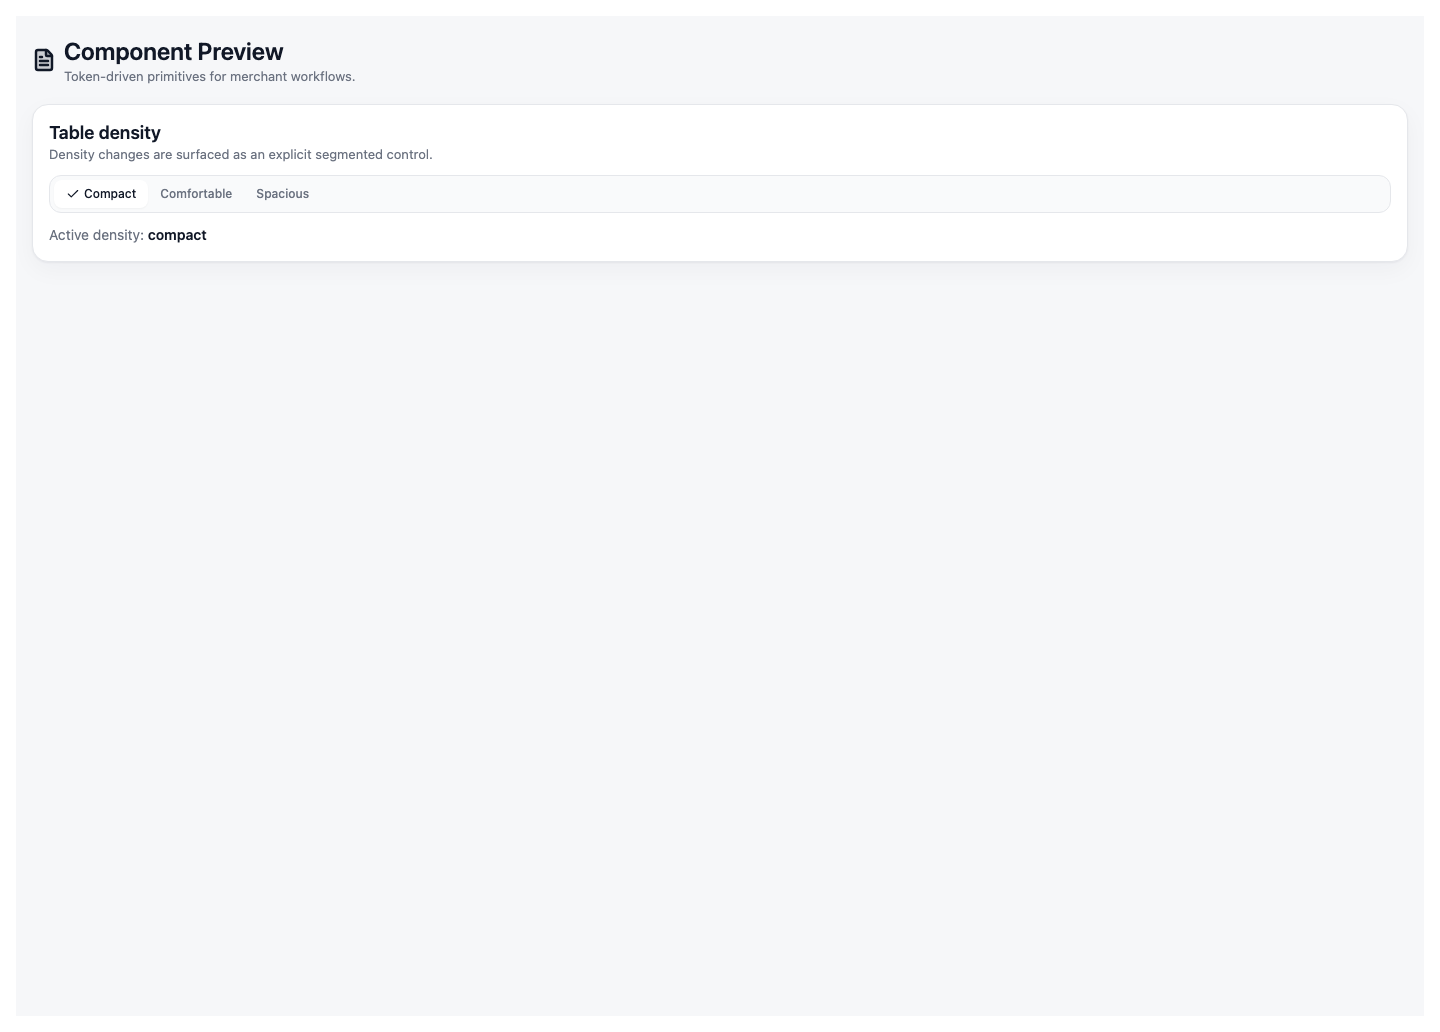 Component Preview
Token-driven primitives for merchant workflows.
Table density
Density changes are surfaced as an explicit segmented control.
Compact Comfortable Spacious
Active density: compact